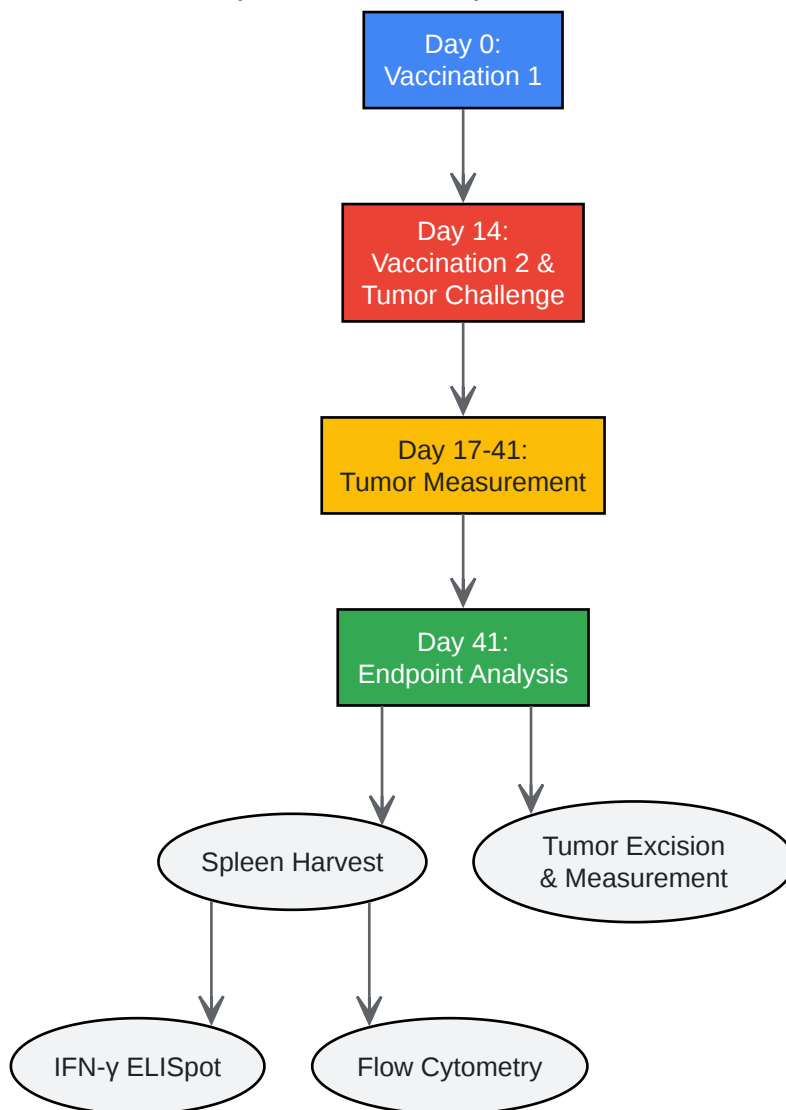 Day 0:
Vaccination 1
Day 14:
Vaccination 2 &
Tumor Challenge
Day 17-41:
Tumor Measurement
Day 41:
Endpoint Analysis
Spleen Harvest
Tumor Excision
& Measurement
IFN-γ ELISpot
Flow Cytometry